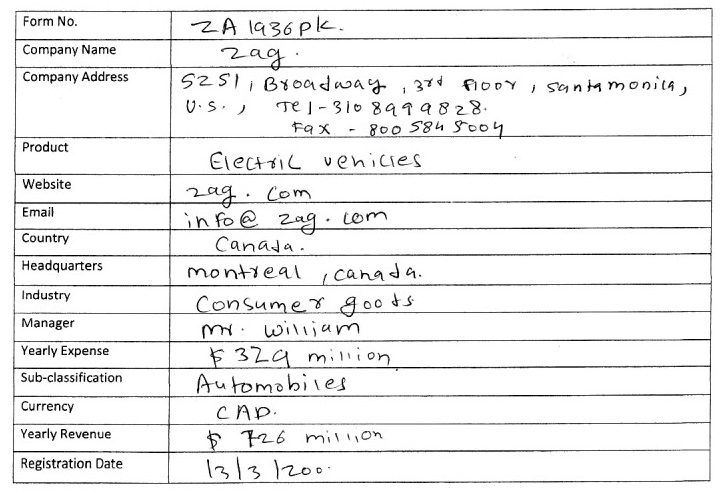 Form No. ZA 1936pk.
Company Name zag.
Company Address 5251, Broadway, 3rd floor, santamonica,
U.S., Tel-310 8999828.
Fax - 800 584 5004
Product Electric vehicles
Website zag.com
Email info@zag.com
Country Canada.
Headquarters montreal, canada.
Industry Consumer goods
Manager mr. william
Yearly Expense $ 329 million
Sub-classification Automobiles
Currency CAD.
Yearly Revenue $ 726 million
Registration Date 13/3/200.